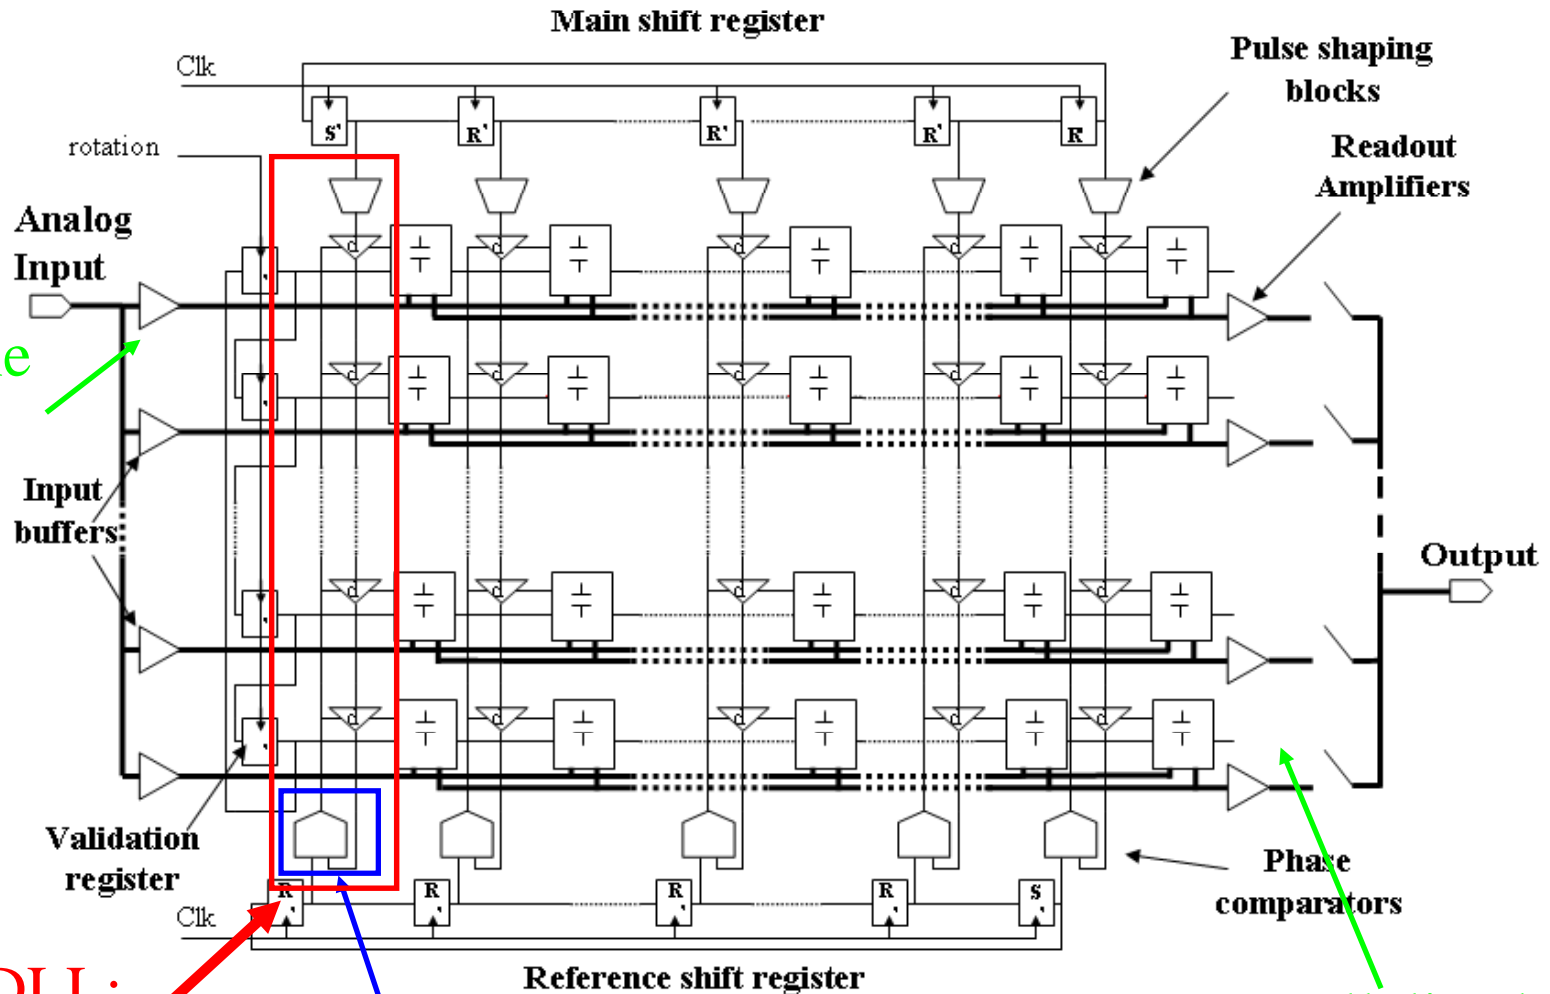 Main shift register
Clk
Pulse shaping
blocks
S'
R'
R'
R'
R'
rotation
Readout
Amplifiers
Analog
Input
d
d
d
d
d
d
d
d
d
d
Input
buffers
Output
d
d
d
d
d
d
d
d
d
d
Validation
register
Phase
comparators
R
R
R
R
S
Clk
Reference shift register